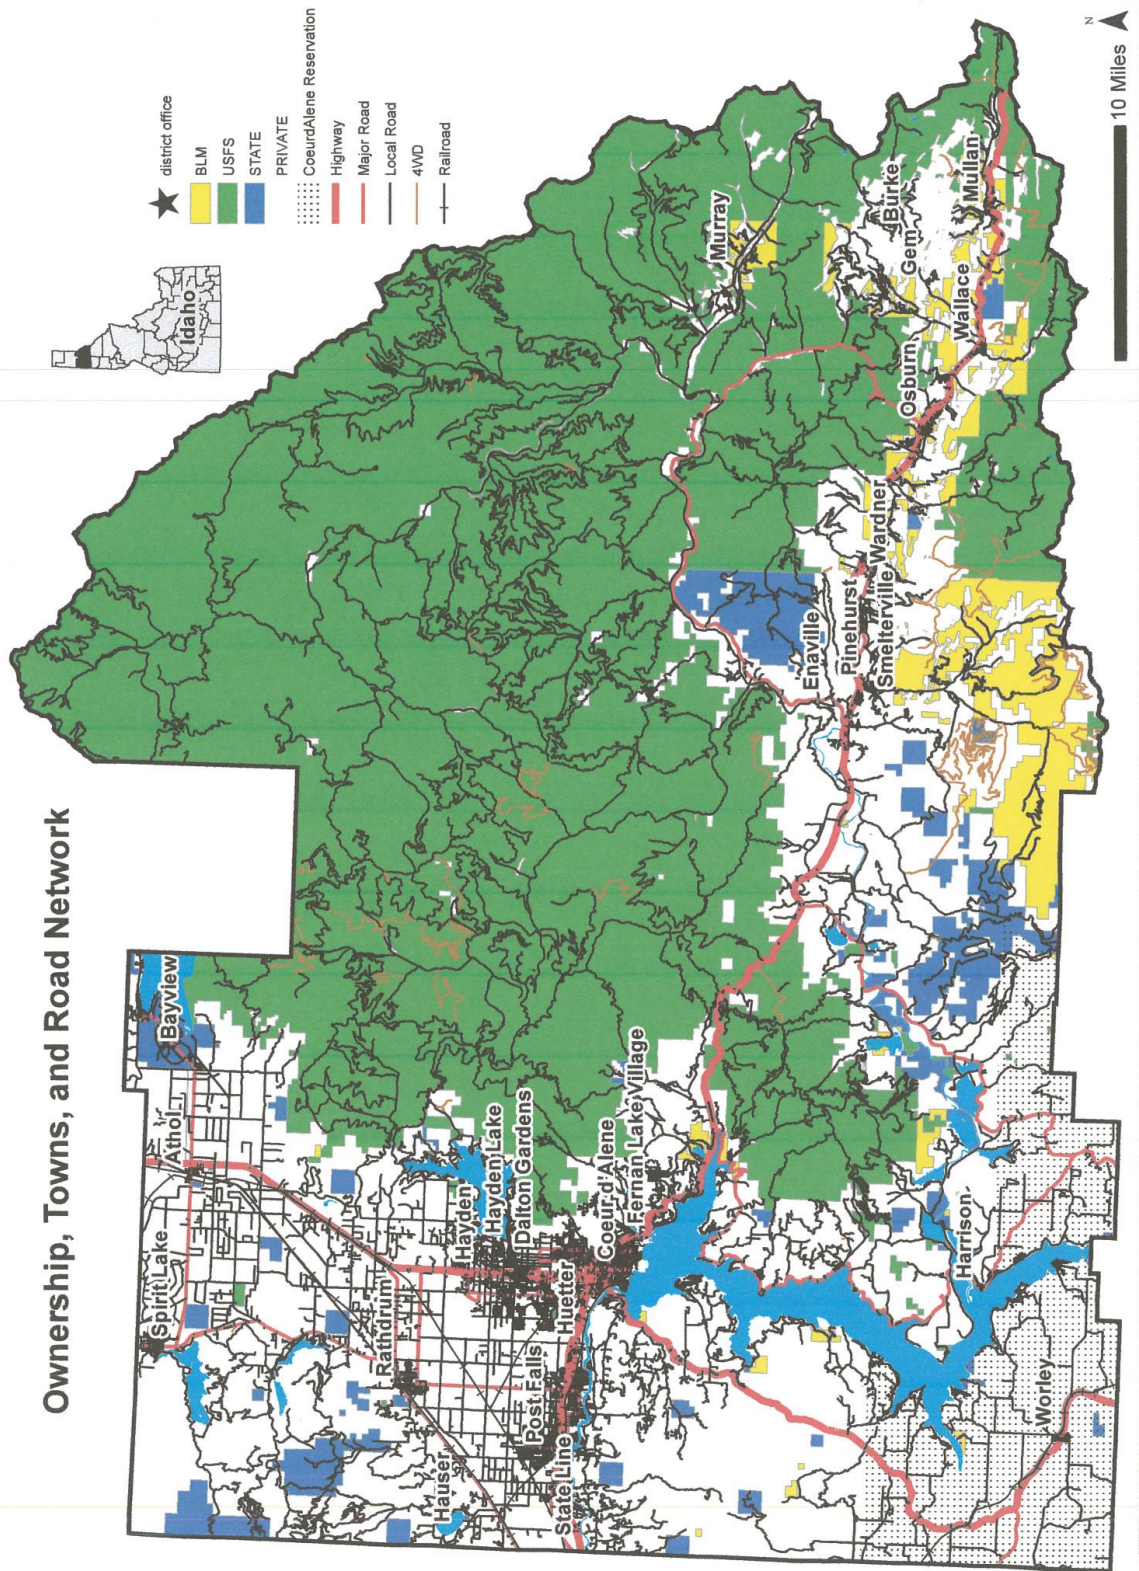 Ownership, Towns, and Road Network
Idaho
district office
BLM
USFS
STATE
PRIVATE
CoeurdAlene Reservation
Highway
Major Road
Local Road
4WD
Railroad
Bayview
Athol
Spirit Lake
Hayden
Hayden Lake
Dalton Gardens
Rathdrum
Hauser
Post Falls
State Line
Huetter
Coeur d'Alene
Fernan Lake Village
Murray
Burke
Gem
Mullan
Wallace
Osburn
Enaville
Pinehurst
Smelterville
Wardner
Harrison
Worley
N
10 Miles